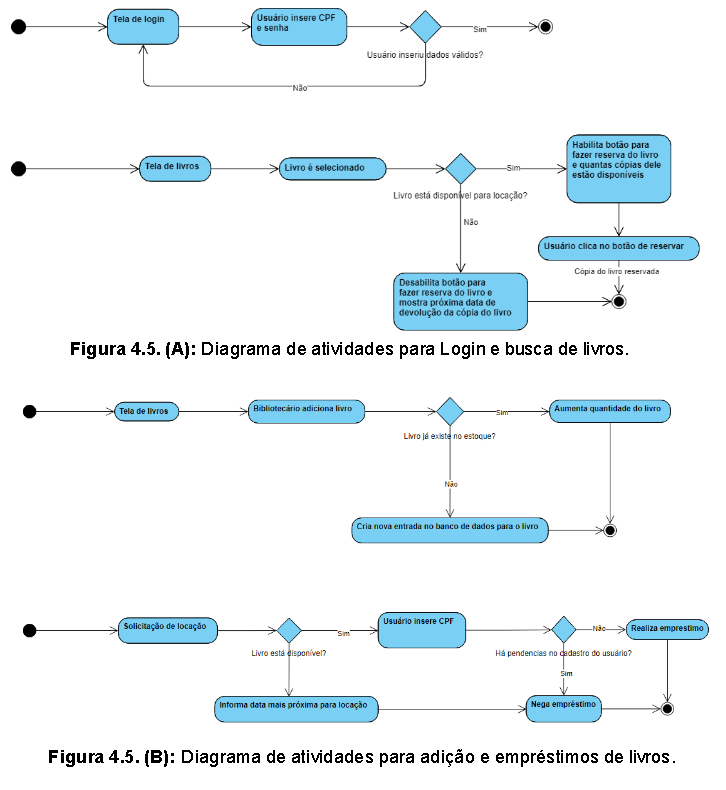 Tela de login
Usuário insere CPF
e senha
Sim
Usuário inseriu dados válidos?
Não
Tela de livros
Livro é selecionado
Sim
Habilita botão para
fazer reserva do livro
e quantas cópias dele
estão disponíveis
Livro está disponível para locação?
Não
Usuário clica no botão de reservar
Cópia do livro reservada
Desabilita botão para
fazer reserva do livro e
mostra próxima data de
devolução da cópia do livro
Figura 4.5. (A): Diagrama de atividades para Login e busca de livros.
Tela de livros
Bibliotecário adiciona livro
Sim
Aumenta quantidade do livro
Livro já existe no estoque?
Não
Cria nova entrada no banco de dados para o livro
Solicitação de locação
Sim
Usuário insere CPF
Não
Realiza emprestimo
Livro está disponível?
Há pendencias no cadastro do usuário?
Sim
Informa data mais próxima para locação
Nega empréstimo
Figura 4.5. (B): Diagrama de atividades para adição e empréstimos de livros.